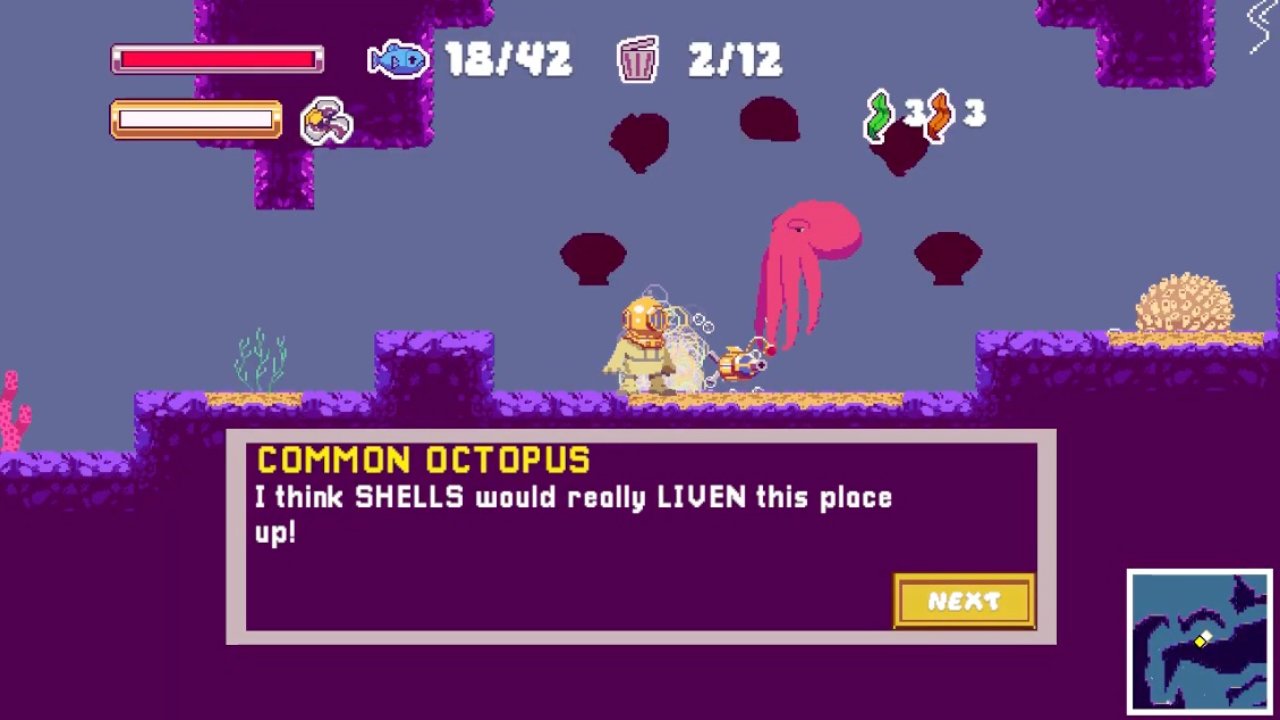 18/42 2/12
3 3
COMMON OCTOPUS
I think SHELLS would really LIVEN this place
up!
NEXT